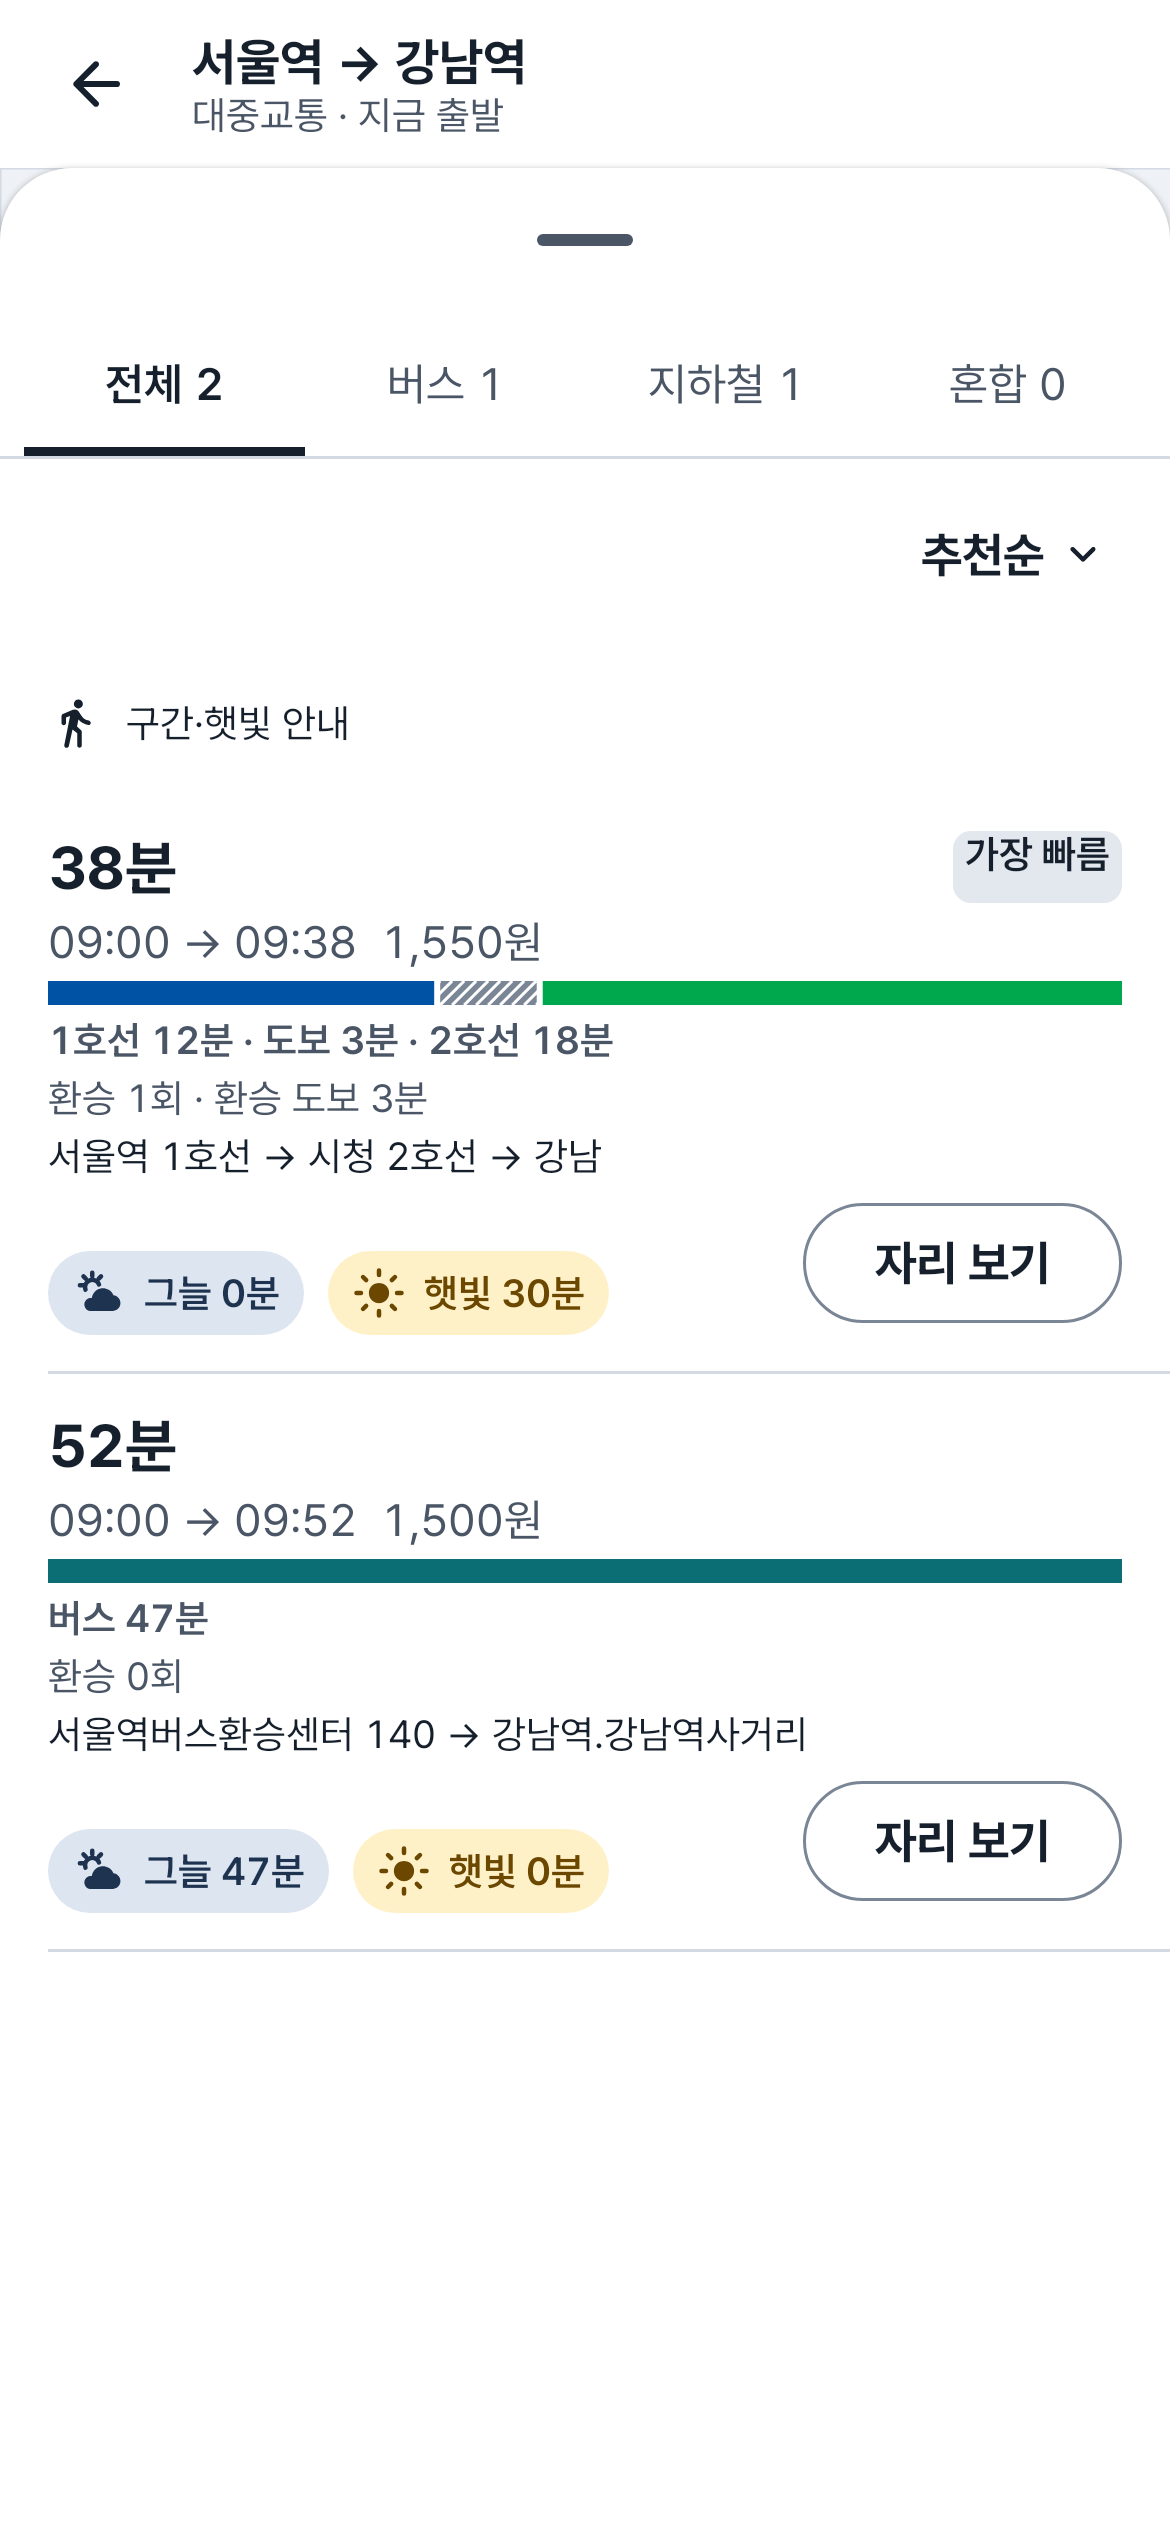 서울역 → 강남역
대중교통 · 지금 출발
전체 2 버스 1 지하철 1 혼합 0
추천순
구간·햇빛 안내
38분 가장 빠름
09:00 → 09:38 1,550원
1호선 12분 · 도보 3분 · 2호선 18분
환승 1회 · 환승 도보 3분
서울역 1호선 → 시청 2호선 → 강남
그늘 0분 햇빛 30분 자리 보기
52분
09:00 → 09:52 1,500원
버스 47분
환승 0회
서울역버스환승센터 140 → 강남역.강남역사거리
그늘 47분 햇빛 0분 자리 보기